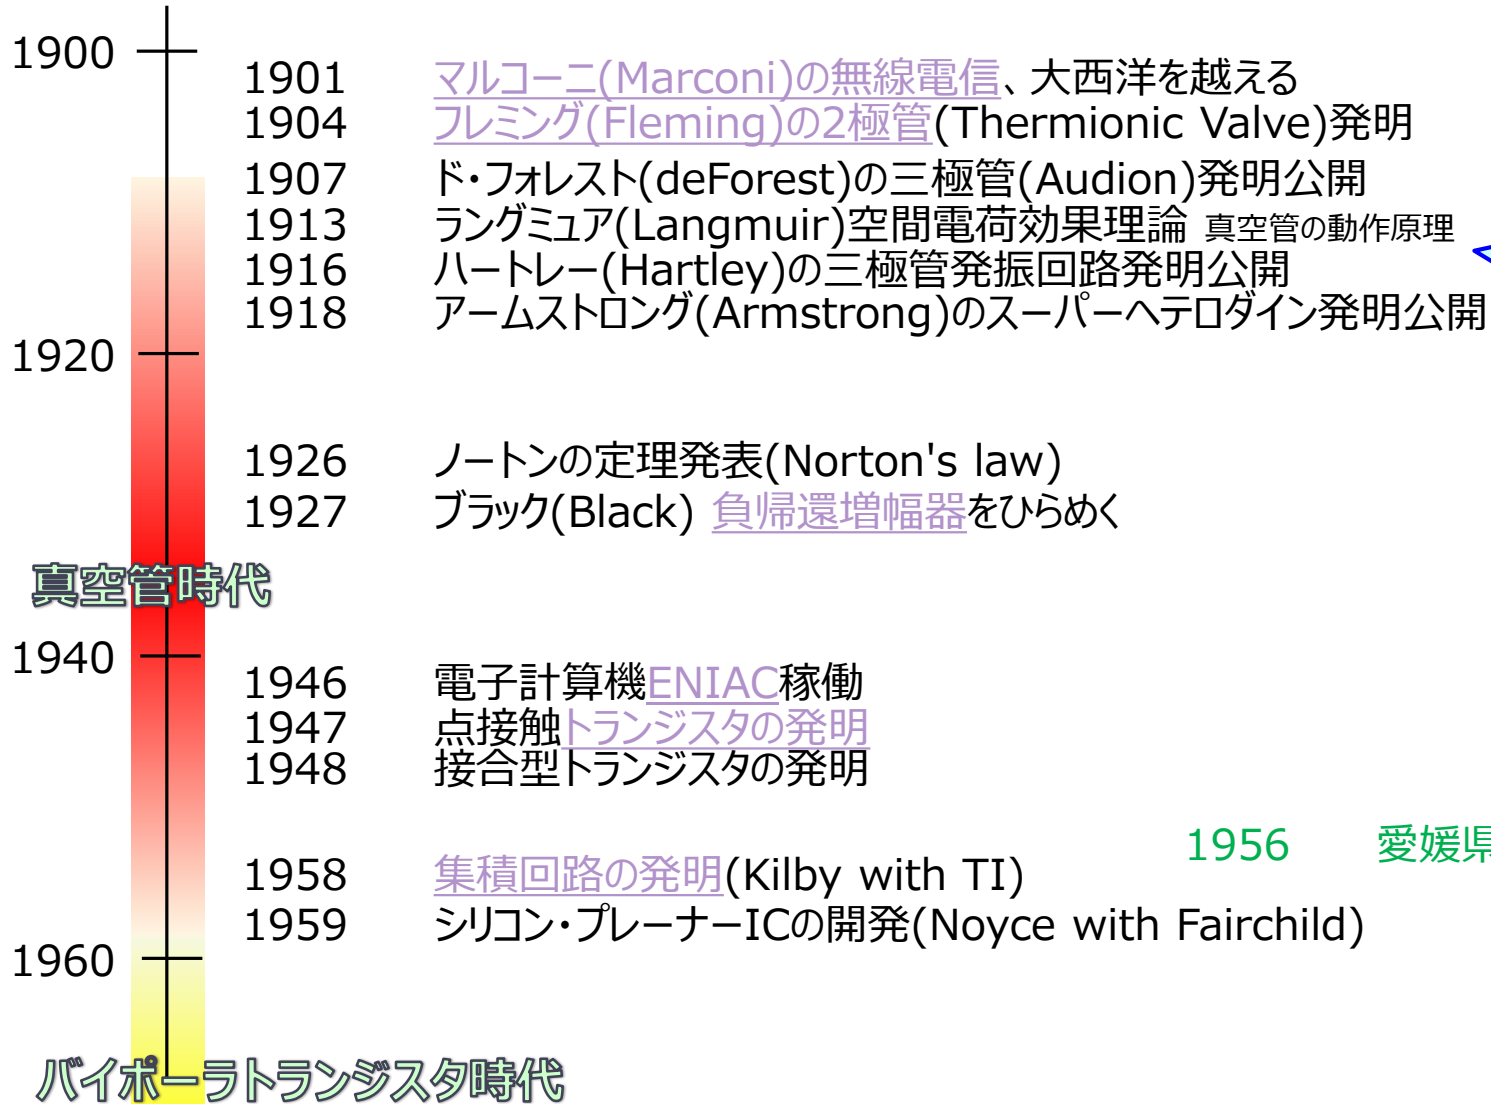 1900
1901 マルコーニ(Marconi)の無線電信、大西洋を越える
1904 フレミング(Fleming)の2極管(Thermionic Valve)発明
1907 ド・フォレスト(deForest)の三極管(Audion)発明公開
1913 ラングミュア(Langmuir)空間電荷効果理論 真空管の動作原理
1916 ハートレー(Hartley)の三極管発振回路発明公開
1918 アームストロング(Armstrong)のスーパーヘテロダイン発明公開
1920
1926 ノートンの定理発表(Norton's law)
1927 ブラック(Black) 負帰還増幅器をひらめく
真空管時代
1940
1946 電子計算機ENIAC稼働
1947 点接触トランジスタの発明
1948 接合型トランジスタの発明
1956 愛媛県
1958 集積回路の発明(Kilby with TI)
1959 シリコン・プレーナーICの開発(Noyce with Fairchild)
1960
バイポーラトランジスタ時代